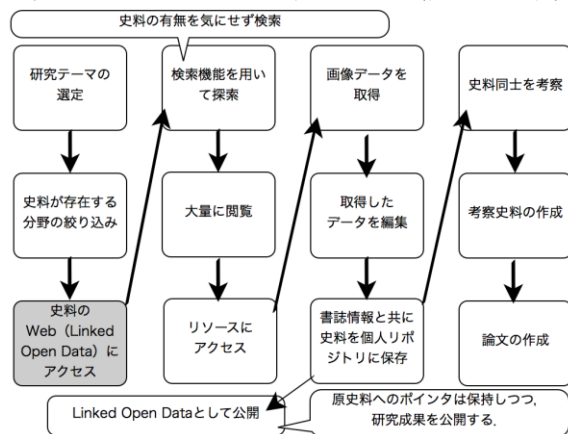 史料の有無を気にせず検索
研究テーマの
選定
史料が存在する
分野の絞り込み
史料の
Web（Linked
Open Data）に
アクセス
検索機能を用い
て探索
大量に閲覧
リソースに
アクセス
画像データを
取得
取得した
データを編集
書誌情報と共に
史料を個人リポ
ジトリに保存
史料同士を考察
考察史料の作成
論文の作成
Linked Open Dataとして公開
原史料へのポインタは保持しつつ,
研究成果を公開する.